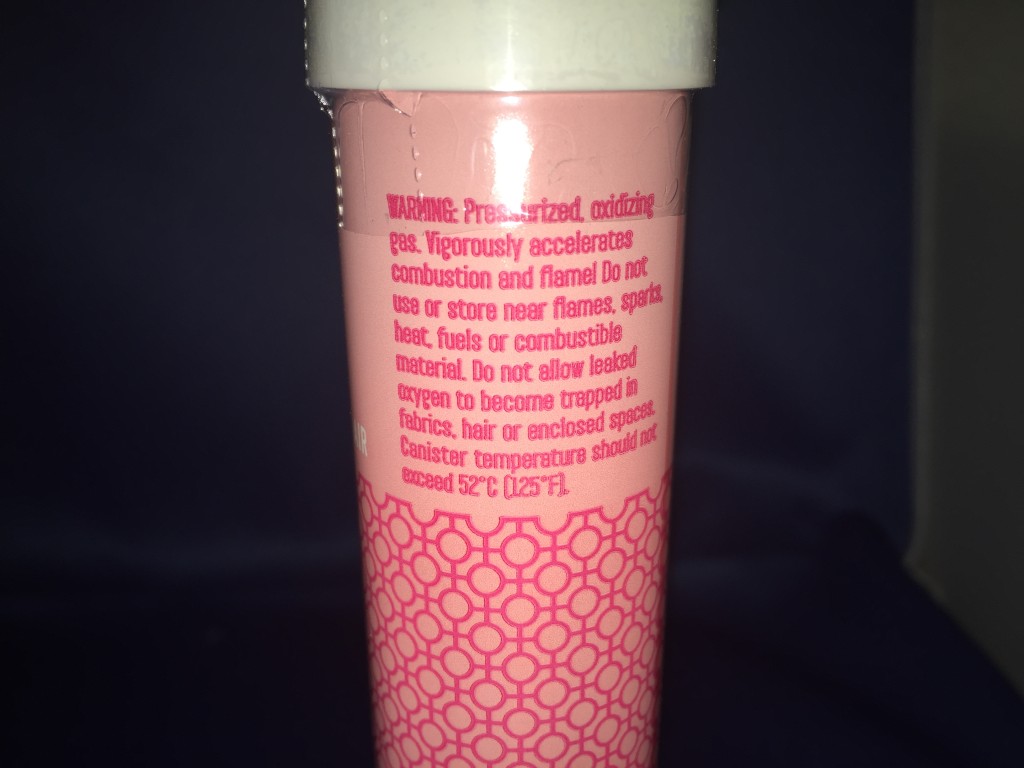 WARNING: Pressurized, oxidizing
gas. Vigorously accelerates
combustion and flame! Do not
use or store near flames, sparks,
heat, fuels or combustible
material. Do not allow leaked
oxygen to become trapped in
fabrics, hair or enclosed spaces.
Canister temperature should not
exceed 52°C (125°F).